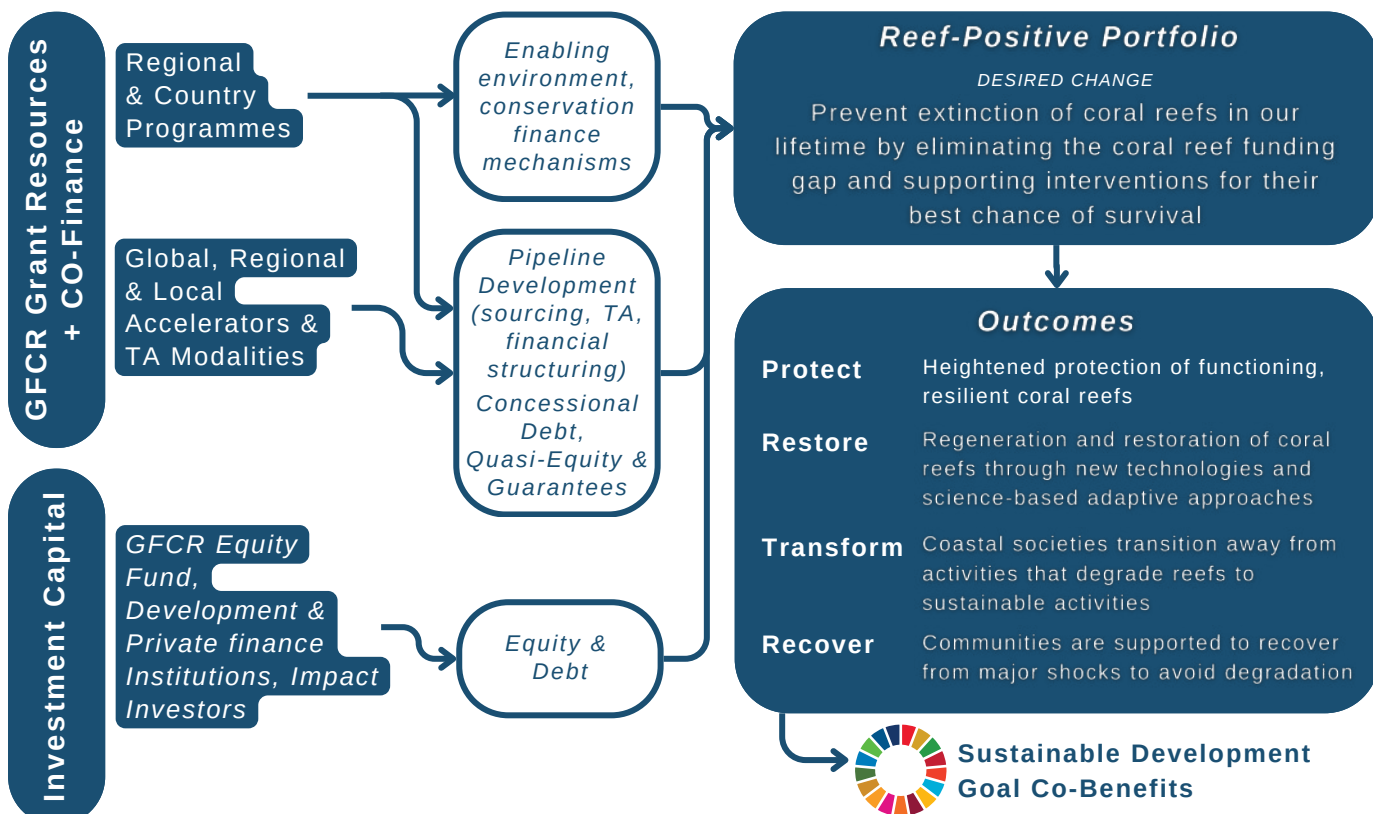 GFCR Grant Resources
+ CO-Finance
Regional
& Country
Programmes
Global, Regional
& Local
Accelerators &
TA Modalities
Investment Capital
GFCR Equity
Fund,
Development &
Private finance
Institutions, Impact
Investors
Enabling
environment,
conservation
finance
mechanisms
Pipeline
Development
(sourcing, TA,
financial
structuring)
Concessional
Debt,
Quasi-Equity &
Guarantees
Equity &
Debt
Reef-Positive Portfolio
DESIRED CHANGE
Prevent extinction of coral reefs in our
lifetime by eliminating the coral reef funding
gap and supporting interventions for their
best chance of survival
Outcomes
Protect
Heightened protection of functioning,
resilient coral reefs
Restore
Regeneration and restoration of coral
reefs through new technologies and
science-based adaptive approaches
Transform
Coastal societies transition away from
activities that degrade reefs to
sustainable activities
Recover
Communities are supported to recover
from major shocks to avoid degradation
Sustainable Development
Goal Co-Benefits